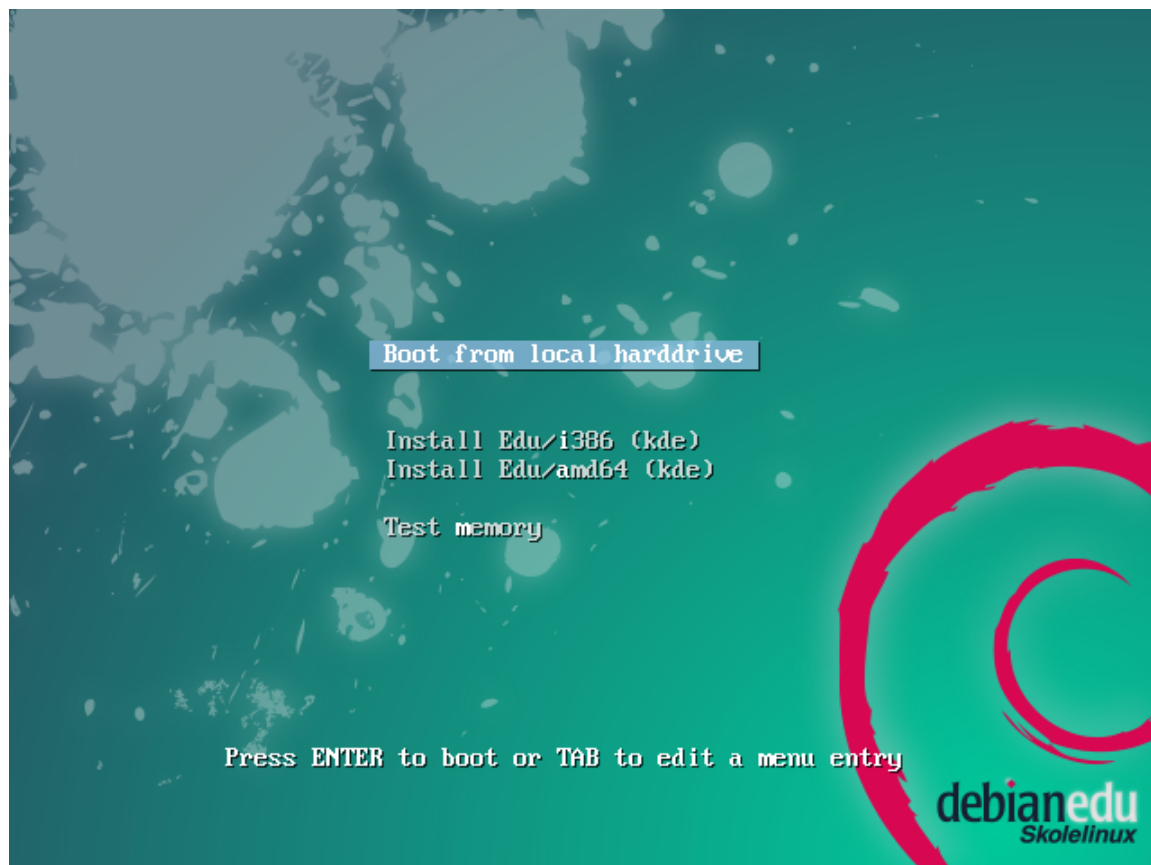 Boot from local harddrive
Install Edu/i386 (kde)
Install Edu/amd64 (kde)
Test memory
Press ENTER to boot or TAB to edit a menu entry
debianedu
Skolelinux